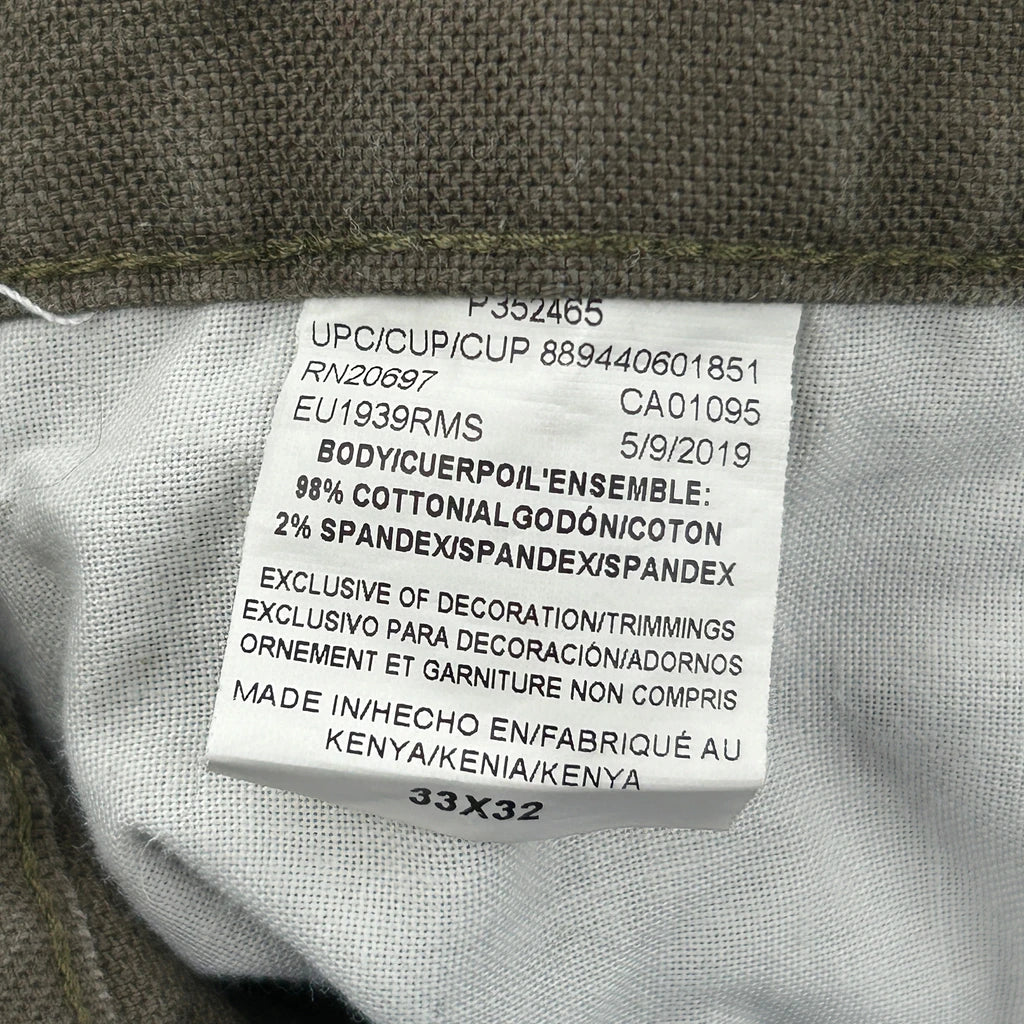 P352465
UPC/CUP/CUP 889440601851
RN20697 CA01095
EU1939RMS 5/9/2019
BODY/CUERPO/L'ENSEMBLE:
98% COTTON/ALGODÓN/COTON
2% SPANDEX/SPANDEX/SPANDEX
EXCLUSIVE OF DECORATION/TRIMMINGS
EXCLUSIVO PARA DECORACIÓN/ADORNOS
ORNEMENT ET GARNITURE NON COMPRIS
MADE IN/HECHO EN/FABRIQUÉ AU
KENYA/KENIA/KENYA
33X32